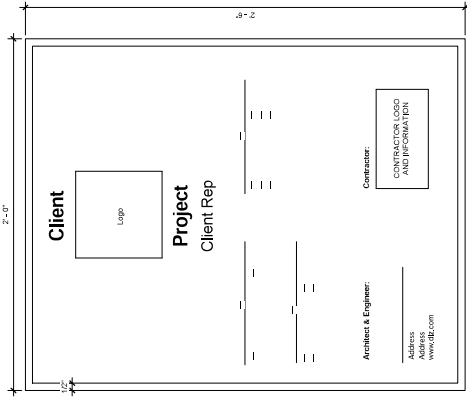 2' - 0"
2' - 6"
1/2"
Client
Logo
Project
Client Rep
Architect & Engineer:
Address
Address
www.dlz.com
Contractor:
CONTRACTOR LOGO
AND INFORMATION